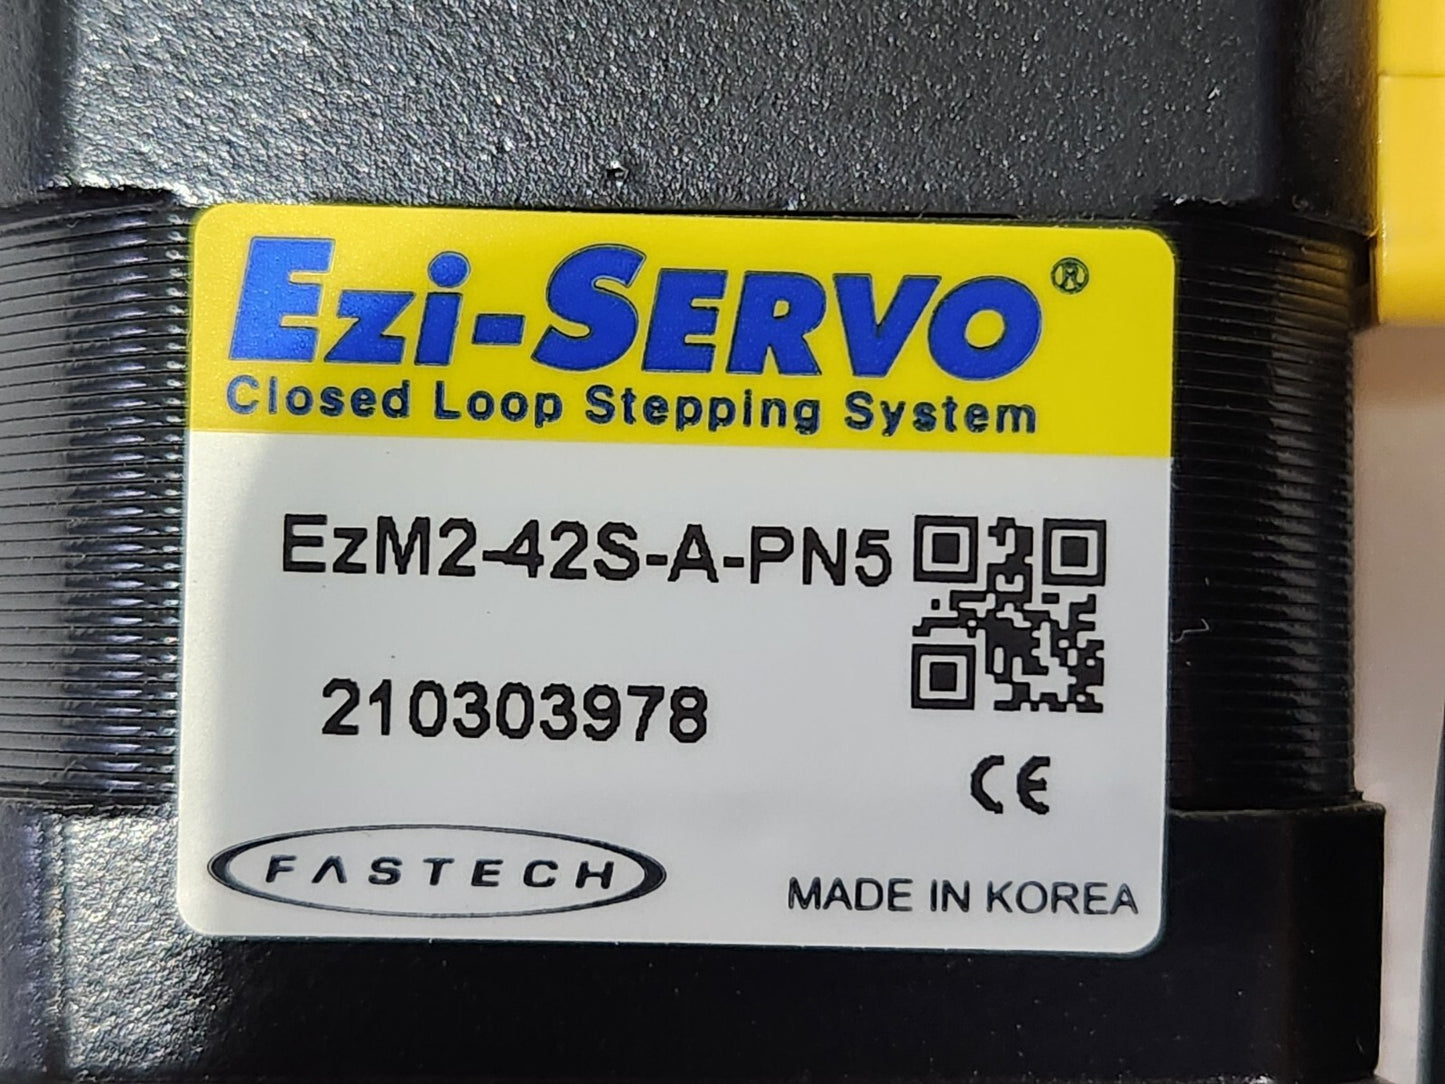 Ezi-SERVO®
Closed Loop Stepping System
EzM2-42S-A-PN5
210303978
CE
FASTECH
MADE IN KOREA